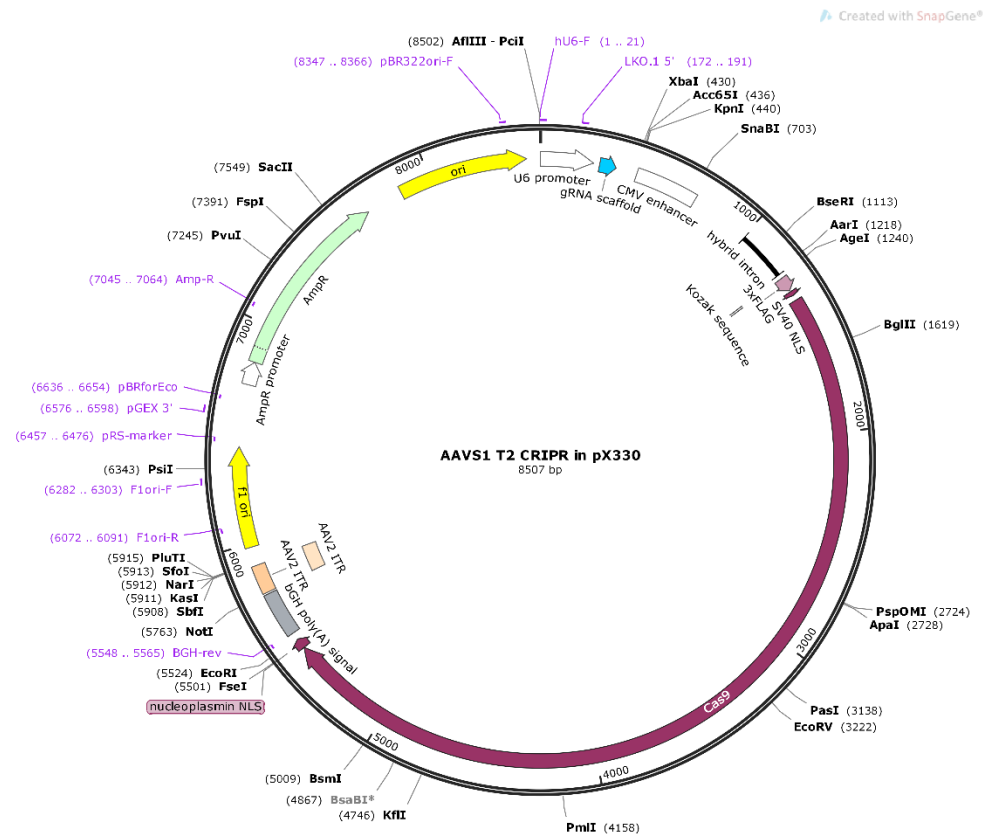 Created with SnapGene®
(8502) AflIII - PciI
hU6-F (1 .. 21)
(8347 .. 8366) pBR322ori-F
LKO.1 5' (172 .. 191)
XbaI (430)
Acc65I (436)
KpnI (440)
SnaBI (703)
BseRI (1113)
AarI (1218)
AgeI (1240)
BglII (1619)
PspOMI (2724)
ApaI (2728)
PasI (3138)
EcoRV (3222)
PmlI (4158)
(4746) KflI
(4867) BsaBI*
(5009) BsmI
nucleoplasmin NLS
(5501) FseI
(5524) EcoRI
(5548 .. 5565) BGH-rev
(5763) NotI
(5908) SbfI
(5911) KasI
(5912) NarI
(5913) SfoI
(5915) PluTI
(6072 .. 6091) F1ori-R
(6282 .. 6303) F1ori-F
(6343) PsiI
(6457 .. 6476) pRS-marker
(6576 .. 6598) pGEX 3'
(6636 .. 6654) pBRforEco
(7045 .. 7064) Amp-R
(7245) PvuI
(7391) FspI
(7549) SacII
1000
2000
3000
4000
5000
6000
7000
8000
ori
U6 promoter
gRNA scaffold
CMV enhancer
hybrid intron
3xFLAG
SV40 NLS
Kozak sequence
Cas9
bGH poly(A) signal
AAV2 ITR
AAV2 ITR
f1 ori
AmpR promoter
AmpR
AAVS1 T2 CRIPR in pX330
8507 bp